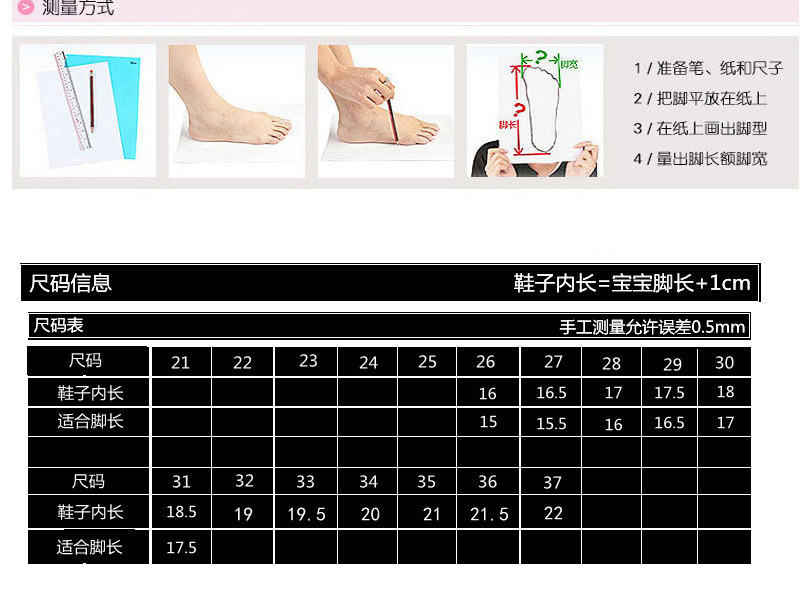 测量方式
? 脚宽
?
脚长
1 / 准备笔、纸和尺子
2 / 把脚平放在纸上
3 / 在纸上画出脚型
4 / 量出脚长额脚宽
尺码信息 鞋子内长=宝宝脚长+1cm
尺码表 手工测量允许误差0.5mm
尺码 21 22 23 24 25 26 27 28 29 30
鞋子内长 16 16.5 17 17.5 18
适合脚长 15 15.5 16 16.5 17
尺码 31 32 33 34 35 36 37
鞋子内长 18.5 19 19.5 20 21 21.5 22
适合脚长 17.5